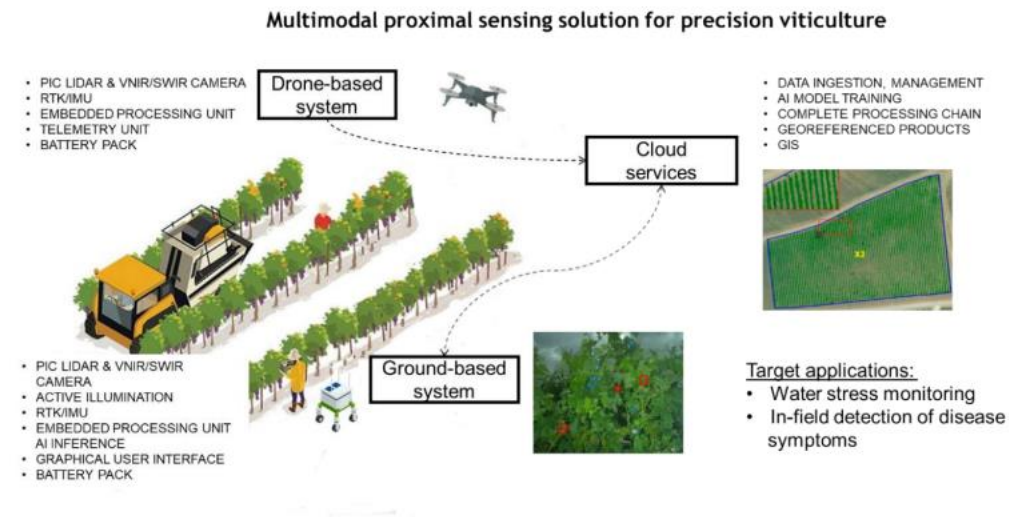 Multimodal proximal sensing solution for precision viticulture
• PIC LIDAR & VNIR/SWIR CAMERA
• RTK/IMU
• EMBEDDED PROCESSING UNIT
• TELEMETRY UNIT
• BATTERY PACK
Drone-based
system
Cloud
services
• DATA INGESTION, MANAGEMENT
• AI MODEL TRAINING
• COMPLETE PROCESSING CHAIN
• GEOREFERENCED PRODUCTS
• GIS
X2
• PIC LIDAR & VNIR/SWIR
CAMERA
• ACTIVE ILLUMINATION
• RTK/IMU
• EMBEDDED PROCESSING UNIT
AI INFERENCE
• GRAPHICAL USER INTERFACE
• BATTERY PACK
Ground-based
system
Target applications:
• Water stress monitoring
• In-field detection of disease
symptoms